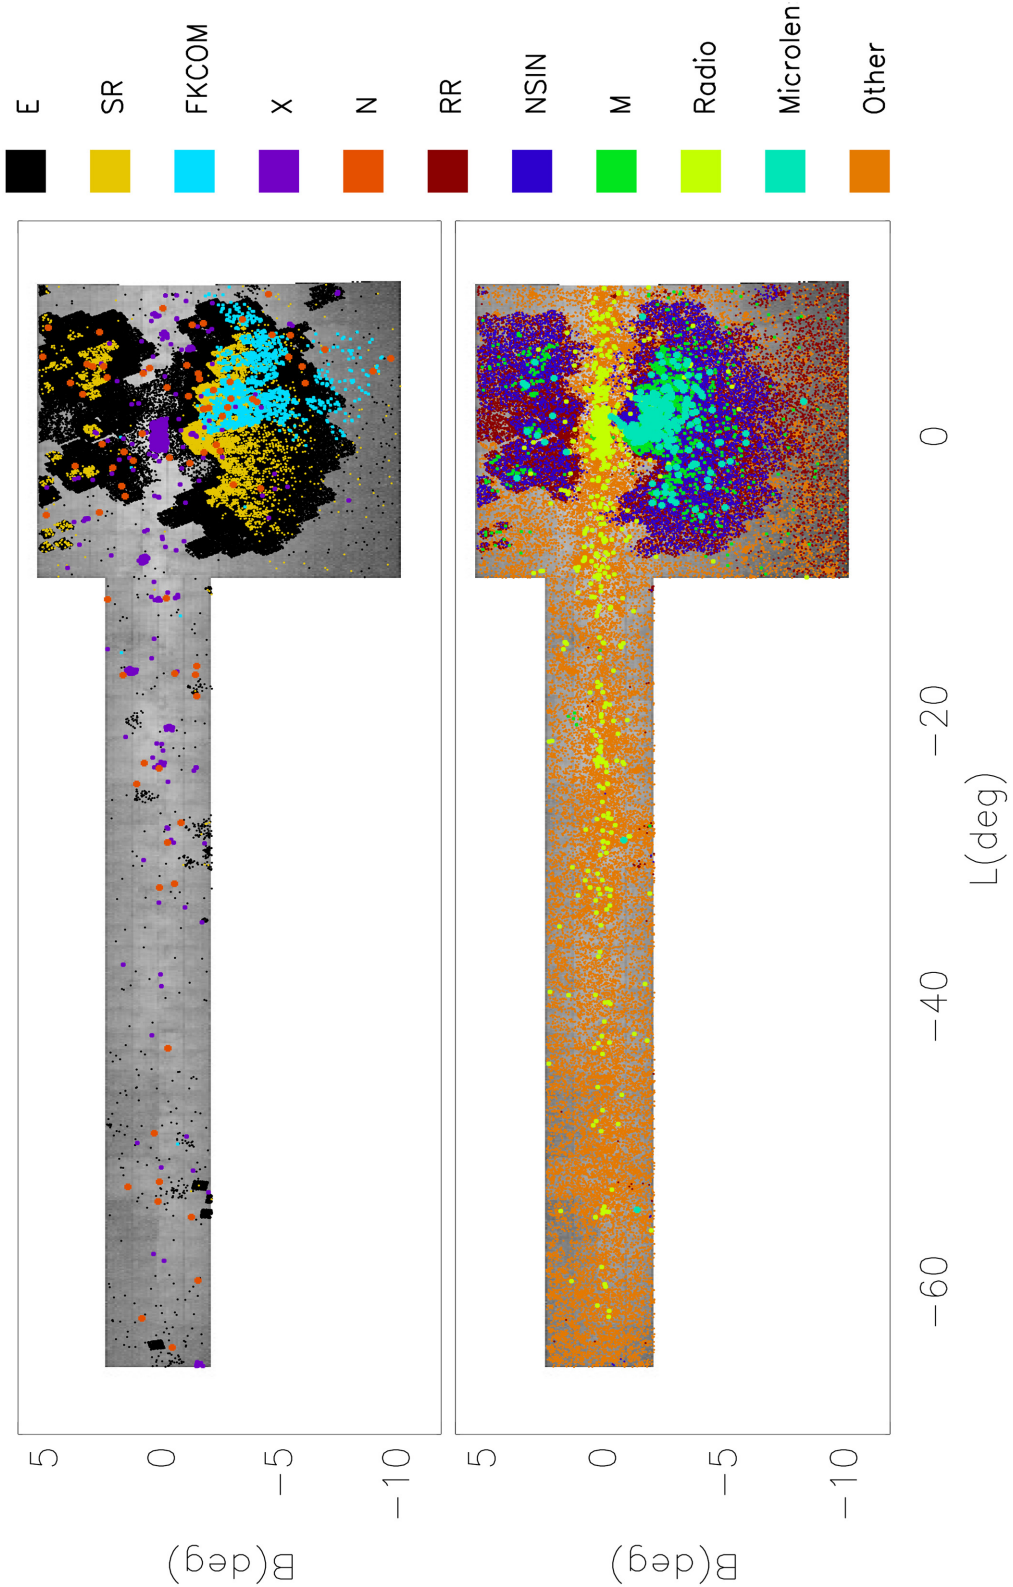 E
SR
FKCOM
X
N
RR
NSIN
M
Radio
Microlen
Other
5
0
−5
−10
B(deg)
5
0
−5
−10
B(deg)
0
−20
−40
−60
L(deg)